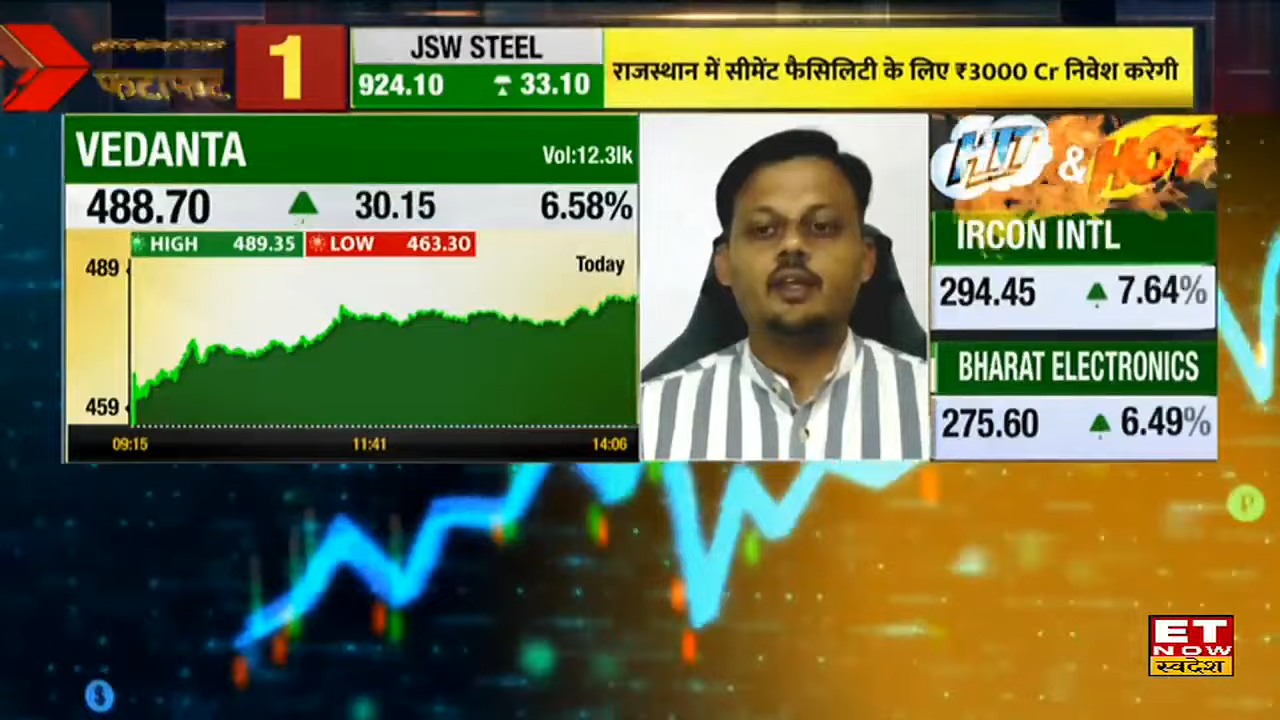 फटाफट
1
JSW STEEL
924.10 33.10
राजस्थान में सीमेंट फैसिलिटी के लिए ₹3000 Cr निवेश करेगी
VEDANTA
Vol:12.3lk
488.70 30.15 6.58%
HIGH 489.35 LOW 463.30
Today
489
459
09:15 11:41 14:06
HIT & HOT
IRCON INTL
294.45 7.64%
BHARAT ELECTRONICS
275.60 6.49%
ET
NOW
स्वदेश